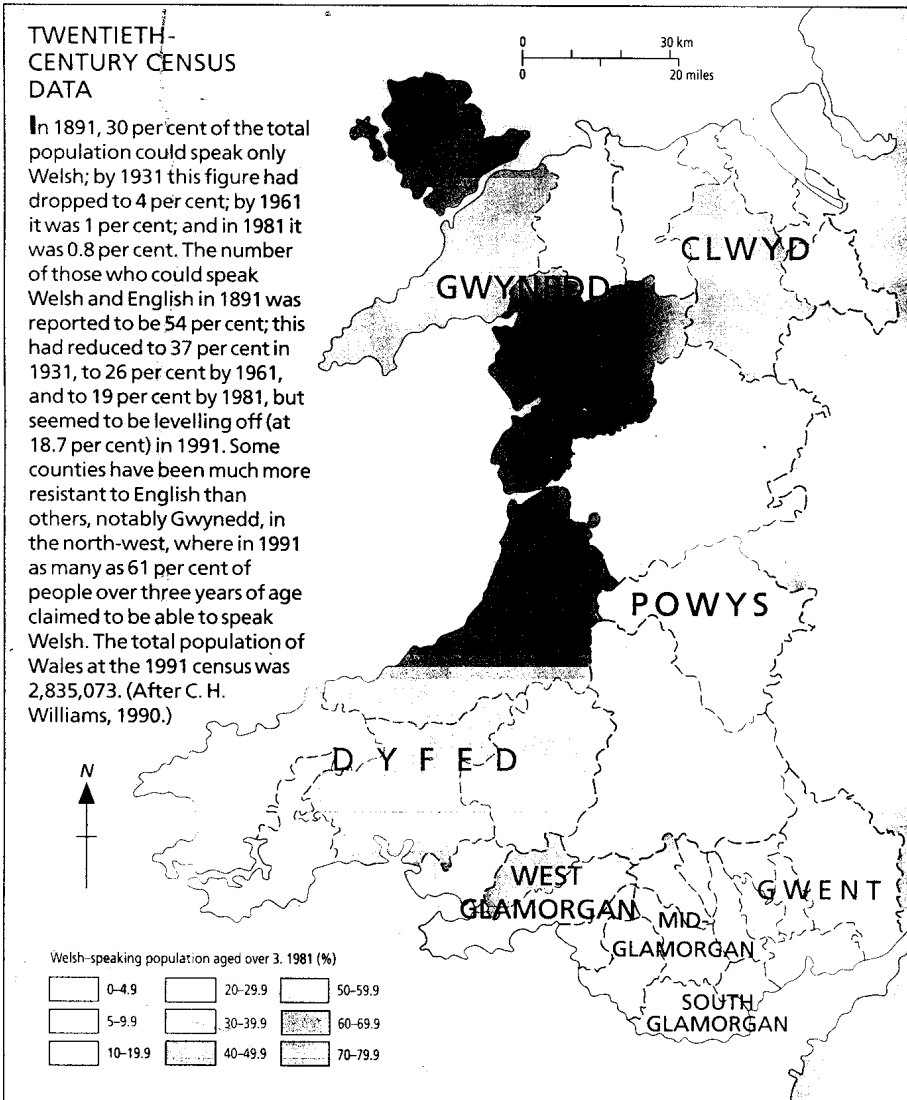 TWENTIETH-
CENTURY CENSUS
DATA
In 1891, 30 per cent of the total
population could speak only
Welsh; by 1931 this figure had
dropped to 4 per cent; by 1961
it was 1 per cent; and in 1981 it
was 0.8 per cent. The number
of those who could speak
Welsh and English in 1891 was
reported to be 54 per cent; this
had reduced to 37 per cent in
1931, to 26 per cent by 1961,
and to 19 per cent by 1981, but
seemed to be levelling off (at
18.7 per cent) in 1991. Some
counties have been much more
resistant to English than
others, notably Gwynedd, in
the north-west, where in 1991
as many as 61 per cent of
people over three years of age
claimed to be able to speak
Welsh. The total population of
Wales at the 1991 census was
2,835,073. (After C. H.
Williams, 1990.)
0 30 km
0 20 miles
CLWYD
GWYNEDD
POWYS
N
DYFED
WEST
GLAMORGAN
GWENT
MID-
GLAMORGAN
SOUTH
GLAMORGAN
Welsh-speaking population aged over 3. 1981 (%)
0–4.9 20–29.9 50–59.9
5–9.9 30–39.9 60–69.9
10–19.9 40–49.9 70–79.9